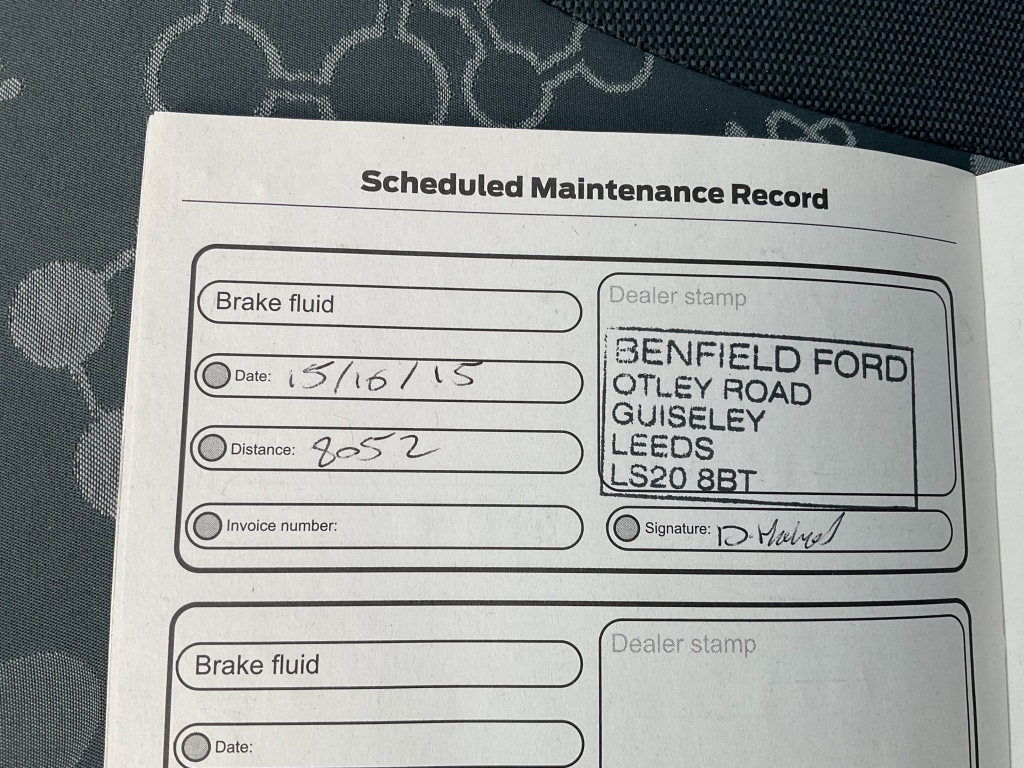 Scheduled Maintenance Record
Brake fluid
Date: 15/16/15
Distance: 8052
Invoice number:
Dealer stamp
BENFIELD FORD
OTLEY ROAD
GUISELEY
LEEDS
LS20 8BT
Signature:
Brake fluid
Date:
Dealer stamp